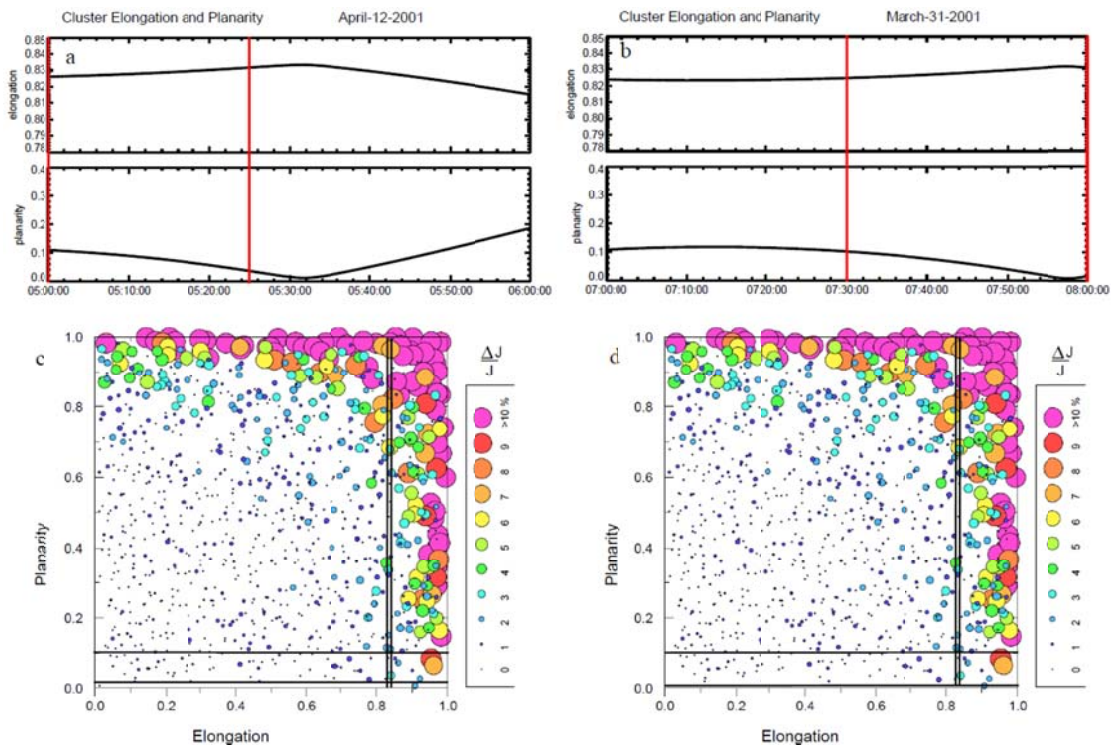 Cluster Elongation and Planarity April-12-2001
a
elongation
0.85
0.84
0.83
0.82
0.81
0.80
0.79
0.78
planarity
0.4
0.3
0.2
0.1
0.0
05:00:00 05:10:00 05:20:00 05:30:00 05:40:00 05:50:00 06:00:00
Cluster Elongation and Planarity March-31-2001
b
elongation
0.85
0.84
0.83
0.82
0.81
0.80
0.79
0.78
planarity
0.4
0.3
0.2
0.1
0.0
07:00:00 07:10:00 07:20:00 07:30:00 07:40:00 07:50:00 08:00:00
c
Planarity
1.0
0.8
0.6
0.4
0.2
0.0
0.0 0.2 0.4 0.6 0.8 1.0
Elongation
ΔJ
J
>10 %
9
8
7
6
5
4
3
2
1
0
d
Planarity
1.0
0.8
0.6
0.4
0.2
0.0
0.0 0.2 0.4 0.6 0.8 1.0
Elongation
ΔJ
J
>10 %
9
8
7
6
5
4
3
2
1
0